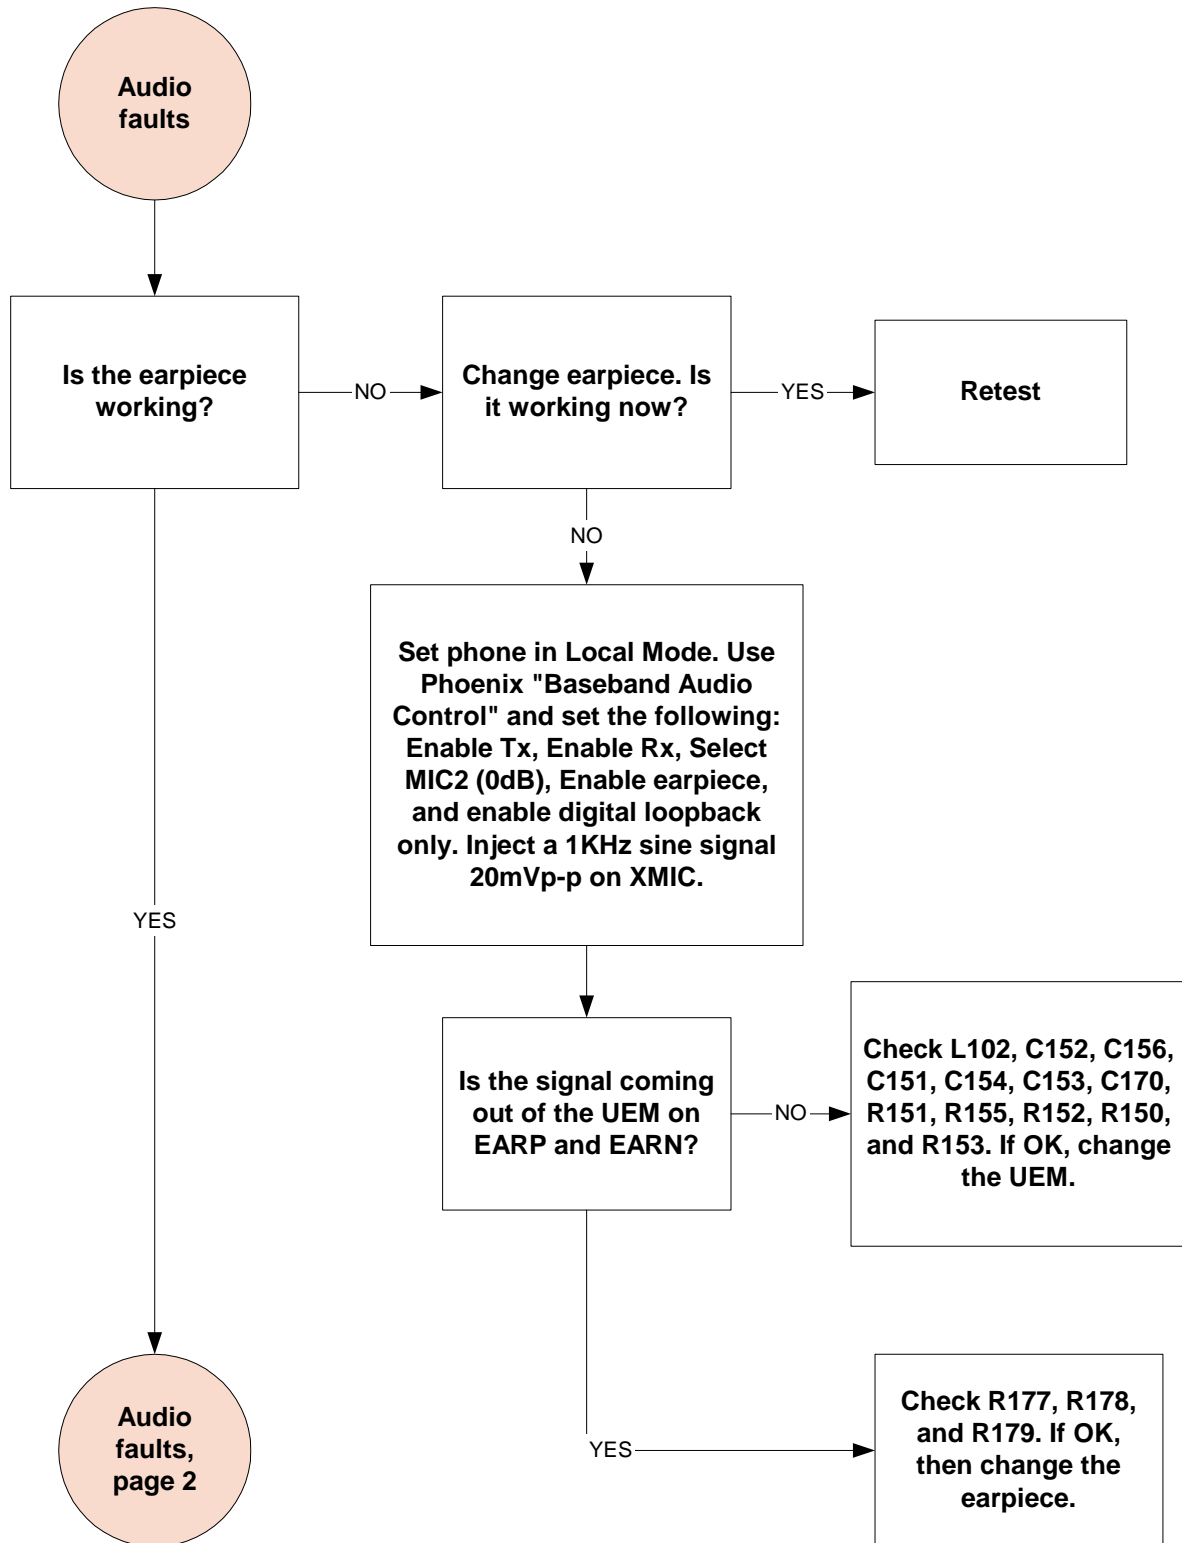 Audio
faults
Is the earpiece
working?
NO
Change earpiece. Is
it working now?
YES
Retest
NO
Set phone in Local Mode. Use
Phoenix "Baseband Audio
Control" and set the following:
Enable Tx, Enable Rx, Select
MIC2 (0dB), Enable earpiece,
and enable digital loopback
only. Inject a 1KHz sine signal
20mVp-p on XMIC.
YES
Is the signal coming
out of the UEM on
EARP and EARN?
NO
Check L102, C152, C156,
C151, C154, C153, C170,
R151, R155, R152, R150,
and R153. If OK, change
the UEM.
YES
Check R177, R178,
and R179. If OK,
then change the
earpiece.
Audio
faults,
page 2